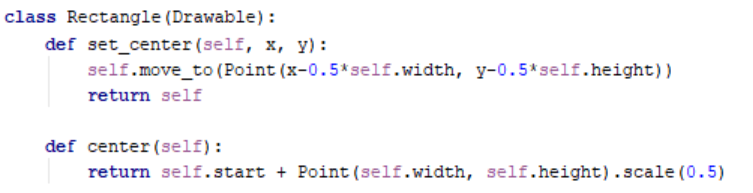 class Rectangle(Drawable):
    def set_center(self, x, y):
        self.move_to(Point(x-0.5*self.width, y-0.5*self.height))
        return self

    def center(self):
        return self.start + Point(self.width, self.height).scale(0.5)